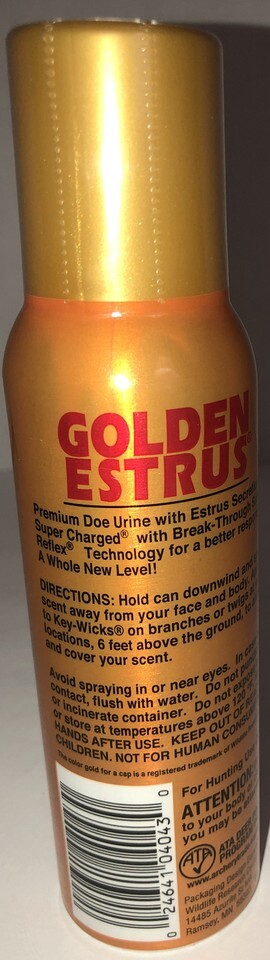 GOLDEN
ESTRUS
Premium Doe Urine with Estrus
Super Charged® with Break-Through
Reflex® Technology for a better
A Whole New Level!
DIRECTIONS: Hold can downwind and
scent away from your face and body.
to Key-Wicks® on branches or twigs
locations, 6 feet above the ground,
and cover your scent.
Avoid spraying in or near eyes. In
contact, flush with water. Do not
or incinerate container. Do not
or store at temperatures above 120
HANDS AFTER USE. KEEP OUT OF
CHILDREN. NOT FOR HUMAN
The color gold for a cap is a registered trademark of
For Hunting
ATTENTION
to your
you may be
ATA
PROGRAM
www.archery
Packaging
Wildlife
14485 Azurite
Ramsey, MN
0 24641 04043 0